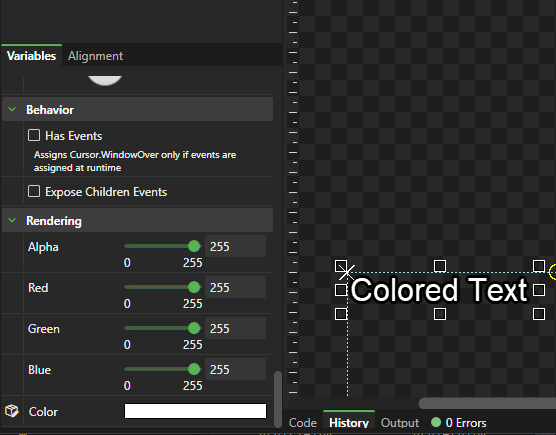 Variables Alignment
Behavior
Has Events
Assigns Cursor.WindowOver only if events are
assigned at runtime
Expose Children Events
Rendering
Alpha 255
0 255
Red 255
0 255
Green 255
0 255
Blue 255
0 255
Color
Colored Text
Code History Output 0 Errors